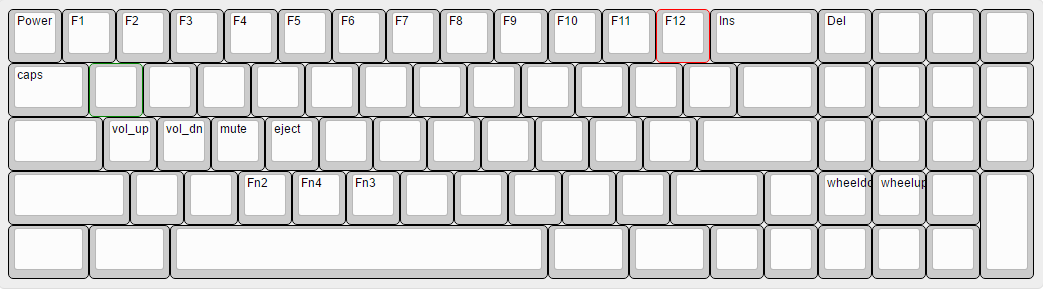 Power F1 F2 F3 F4 F5 F6 F7 F8 F9 F10 F11 F12 Ins Del
caps
vol_up vol_dn mute eject
Fn2 Fn4 Fn3 wheeldo wheelup